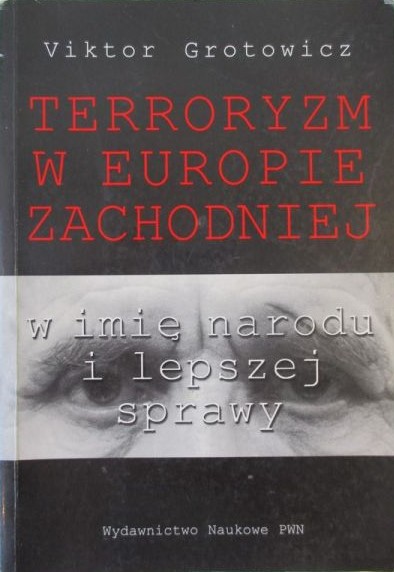 Viktor Grotowicz
TERRORYZM
W EUROPIE
ZACHODNIEJ
w imię narodu
i lepszej
sprawy
Wydawnictwo Naukowe PWN